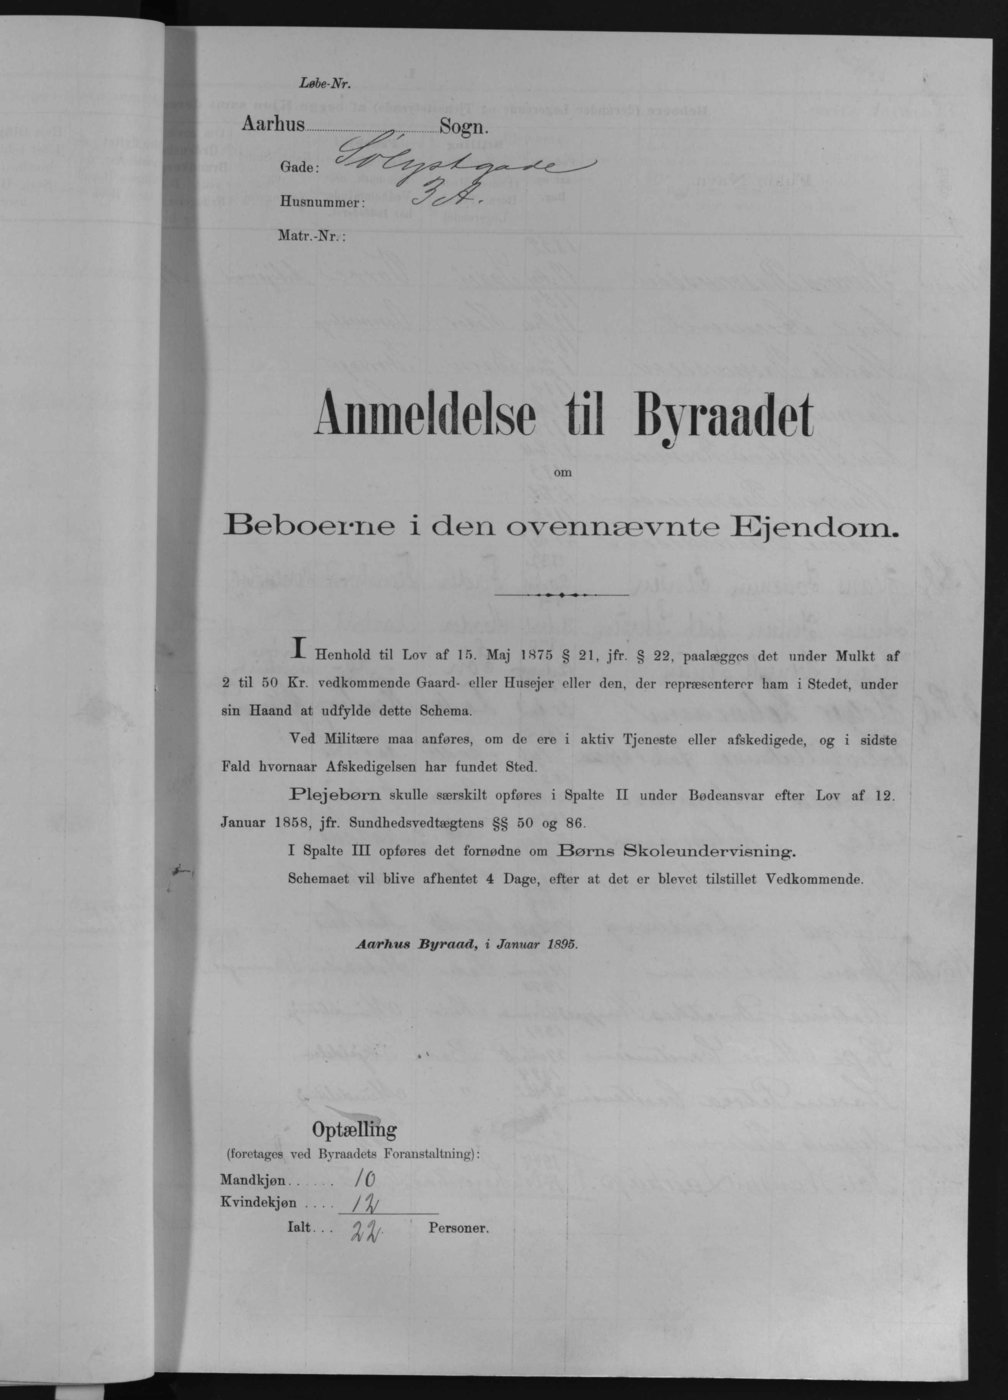 Løbe-Nr.
Aarhus Sogn.
Gade: Sølystgade
Husnummer: 3 A.
Matr.-Nr.:
Anmeldelse til Byraadet
om
Beboerne i den ovennævnte Ejendom.
I Henhold til Lov af 15. Maj 1875 § 21, jfr. § 22, paalægges det under Mulkt af
2 til 50 Kr. vedkommende Gaard- eller Husejer eller den, der repræsenterer ham i Stedet, under
sin Haand at udfylde dette Schema.
Ved Militære maa anføres, om de ere i aktiv Tjeneste eller afskedigede, og i sidste
Fald hvornaar Afskedigelsen har fundet Sted.
Plejebørn skulle særskilt opføres i Spalte II under Bødeansvar efter Lov af 12.
Januar 1858, jfr. Sundhedsvedtægtens §§ 50 og 86.
I Spalte III opføres det fornødne om Børns Skoleundervisning.
Schemaet vil blive afhentet 4 Dage, efter at det er blevet tilstillet Vedkommende.
Aarhus Byraad, i Januar 1895.
Optælling
(foretages ved Byraadets Foranstaltning):
Mandkjøn...... 10
Kvindekjøn.... 12
Ialt... 22 Personer.